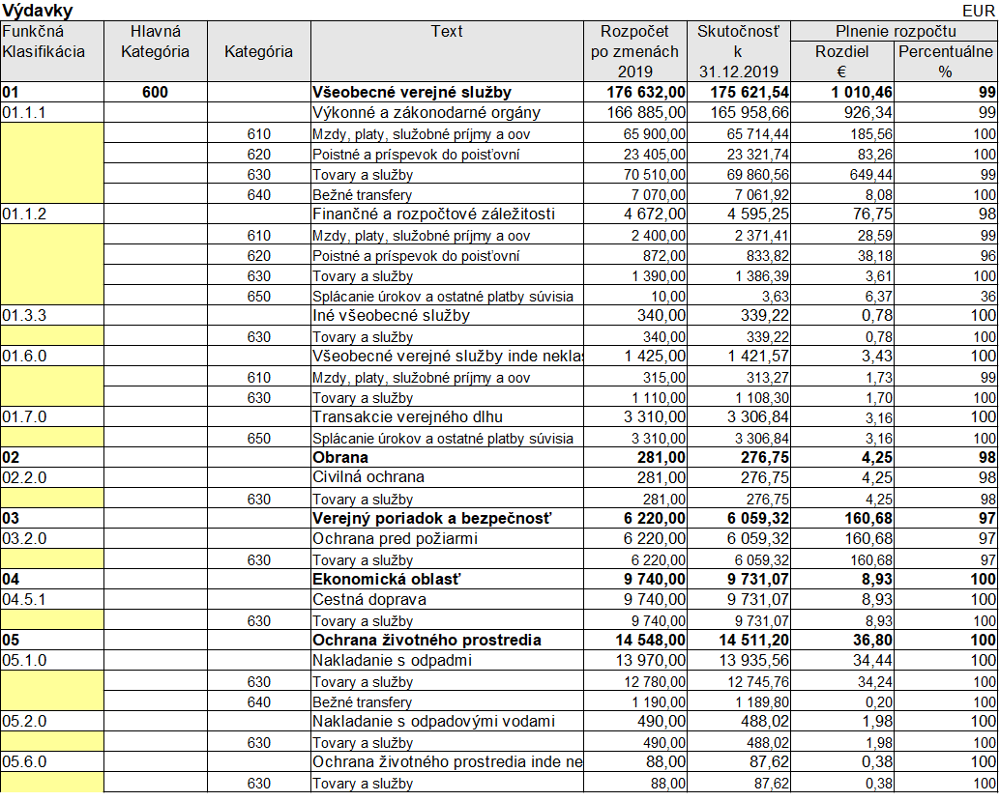 Výdavky EUR
Funkčná Hlavná Text Rozpočet Skutočnosť Plnenie rozpočtu
Klasifikácia Kategória Kategória po zmenách k Rozdiel Percentuálne
2019 31.12.2019 € %
01 600 Všeobecné verejné služby 176 632,00 175 621,54 1 010,46 99
01.1.1 Výkonné a zákonodarné orgány 166 885,00 165 958,66 926,34 99
610 Mzdy, platy, služobné príjmy a oov 65 900,00 65 714,44 185,56 100
620 Poistné a príspevok do poisťovní 23 405,00 23 321,74 83,26 100
630 Tovary a služby 70 510,00 69 860,56 649,44 99
640 Bežné transfery 7 070,00 7 061,92 8,08 100
01.1.2 Finančné a rozpočtové záležitosti 4 672,00 4 595,25 76,75 98
610 Mzdy, platy, služobné príjmy a oov 2 400,00 2 371,41 28,59 99
620 Poistné a príspevok do poisťovní 872,00 833,82 38,18 96
630 Tovary a služby 1 390,00 1 386,39 3,61 100
650 Splácanie úrokov a ostatné platby súvisia 10,00 3,63 6,37 36
01.3.3 Iné všeobecné služby 340,00 339,22 0,78 100
630 Tovary a služby 340,00 339,22 0,78 100
01.6.0 Všeobecné verejné služby inde neklas 1 425,00 1 421,57 3,43 100
610 Mzdy, platy, služobné príjmy a oov 315,00 313,27 1,73 99
630 Tovary a služby 1 110,00 1 108,30 1,70 100
01.7.0 Transakcie verejného dlhu 3 310,00 3 306,84 3,16 100
650 Splácanie úrokov a ostatné platby súvisia 3 310,00 3 306,84 3,16 100
02 Obrana 281,00 276,75 4,25 98
02.2.0 Civilná ochrana 281,00 276,75 4,25 98
630 Tovary a služby 281,00 276,75 4,25 98
03 Verejný poriadok a bezpečnosť 6 220,00 6 059,32 160,68 97
03.2.0 Ochrana pred požiarmi 6 220,00 6 059,32 160,68 97
630 Tovary a služby 6 220,00 6 059,32 160,68 97
04 Ekonomická oblasť 9 740,00 9 731,07 8,93 100
04.5.1 Cestná doprava 9 740,00 9 731,07 8,93 100
630 Tovary a služby 9 740,00 9 731,07 8,93 100
05 Ochrana životného prostredia 14 548,00 14 511,20 36,80 100
05.1.0 Nakladanie s odpadmi 13 970,00 13 935,56 34,44 100
630 Tovary a služby 12 780,00 12 745,76 34,24 100
640 Bežné transfery 1 190,00 1 189,80 0,20 100
05.2.0 Nakladanie s odpadovými vodami 490,00 488,02 1,98 100
630 Tovary a služby 490,00 488,02 1,98 100
05.6.0 Ochrana životného prostredia inde ne 88,00 87,62 0,38 100
630 Tovary a služby 88,00 87,62 0,38 100